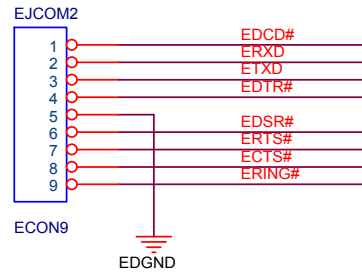 EJCOM2
1 EDCD#
2 ERXD
3 ETXD
4 EDTR#
5
6 EDSR#
7 ERTS#
8 ECTS#
9 ERING#
ECON9
EDGND